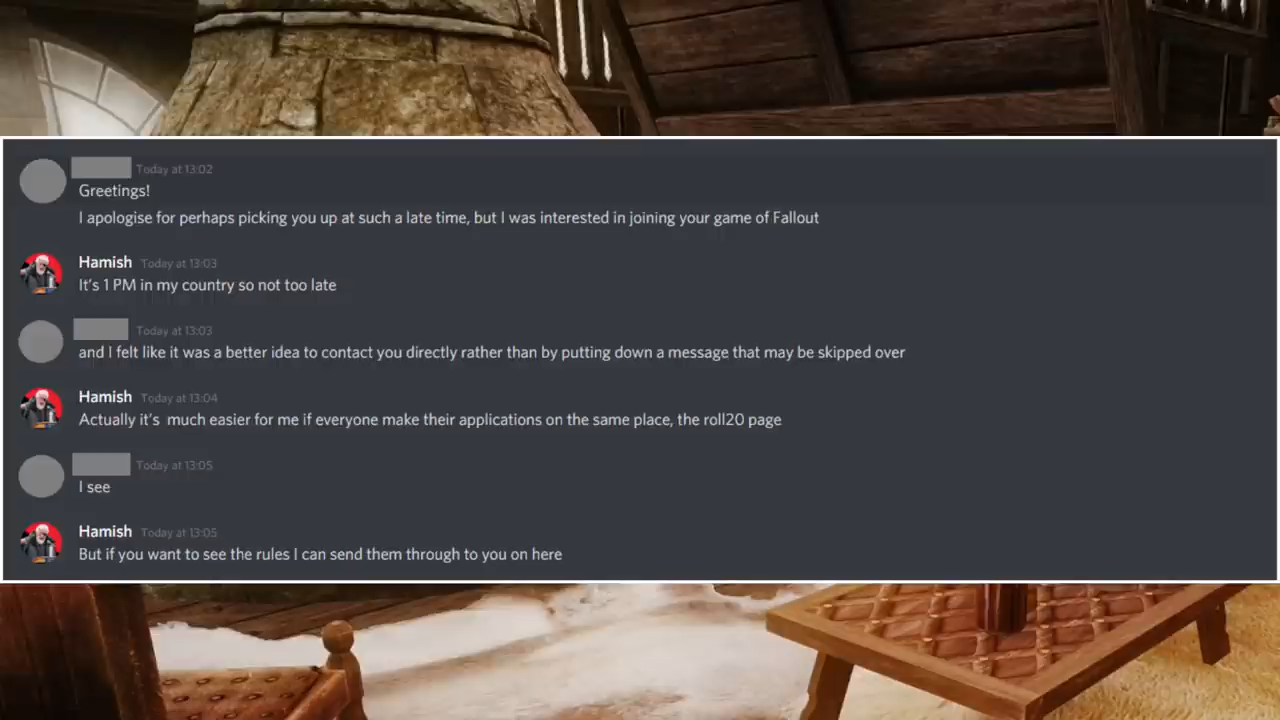 Today at 13:02
Greetings!
I apologise for perhaps picking you up at such a late time, but I was interested in joining your game of Fallout
Hamish Today at 13:03
It's 1 PM in my country so not too late
Today at 13:03
and I felt like it was a better idea to contact you directly rather than by putting down a message that may be skipped over
Hamish Today at 13:04
Actually it's  much easier for me if everyone make their applications on the same place, the roll20 page
Today at 13:05
I see
Hamish Today at 13:05
But if you want to see the rules I can send them through to you on here